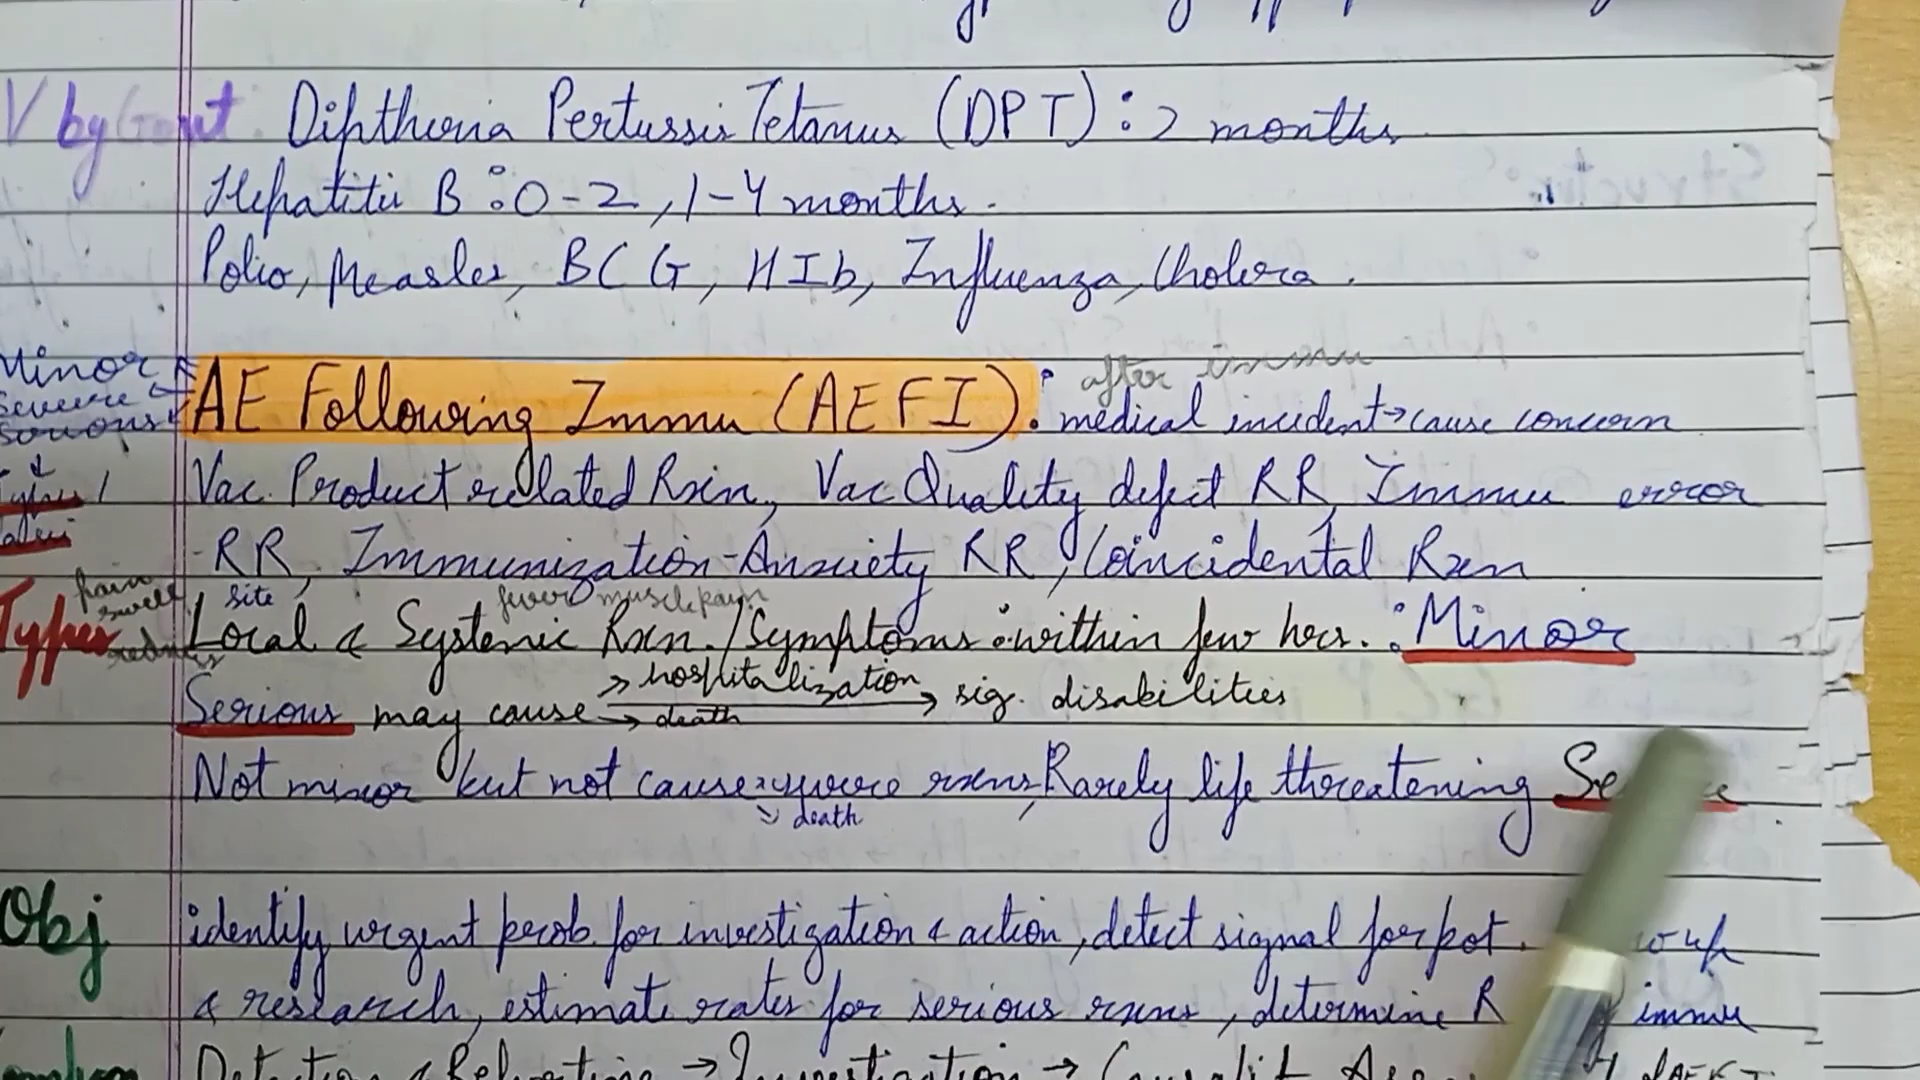 V by Govt. Diptheria Pertussis Tetanus (DPT) : 2 months
Hepatitis B : 0-2, 1-4 months.
Polio, Measles, BCG, HIb, Influenza, Cholera.
after immu
Minor
Severe
Serious
AE Following Immu (AEFI) : medical incident → cause concern
Vac. Product related Rxn, Vac Quality defect RR, Immu error
-RR, Immunization-Anxiety RR, Coincidental Rxn
pain
swell
redness
site
fever muscle pain
Types Local & Systemic Rxn./Symptoms : within few hrs. : Minor
Serious may cause → hospitalization → death → sig. disabilities
Not minor but not cause severe rxns, Rarely life threatening
death
Obj identify urgent prob. for investigation & action, detect signal for pot.
& research, estimate rates for serious rxns, determine immu
Detection & Reporting → Investigation →